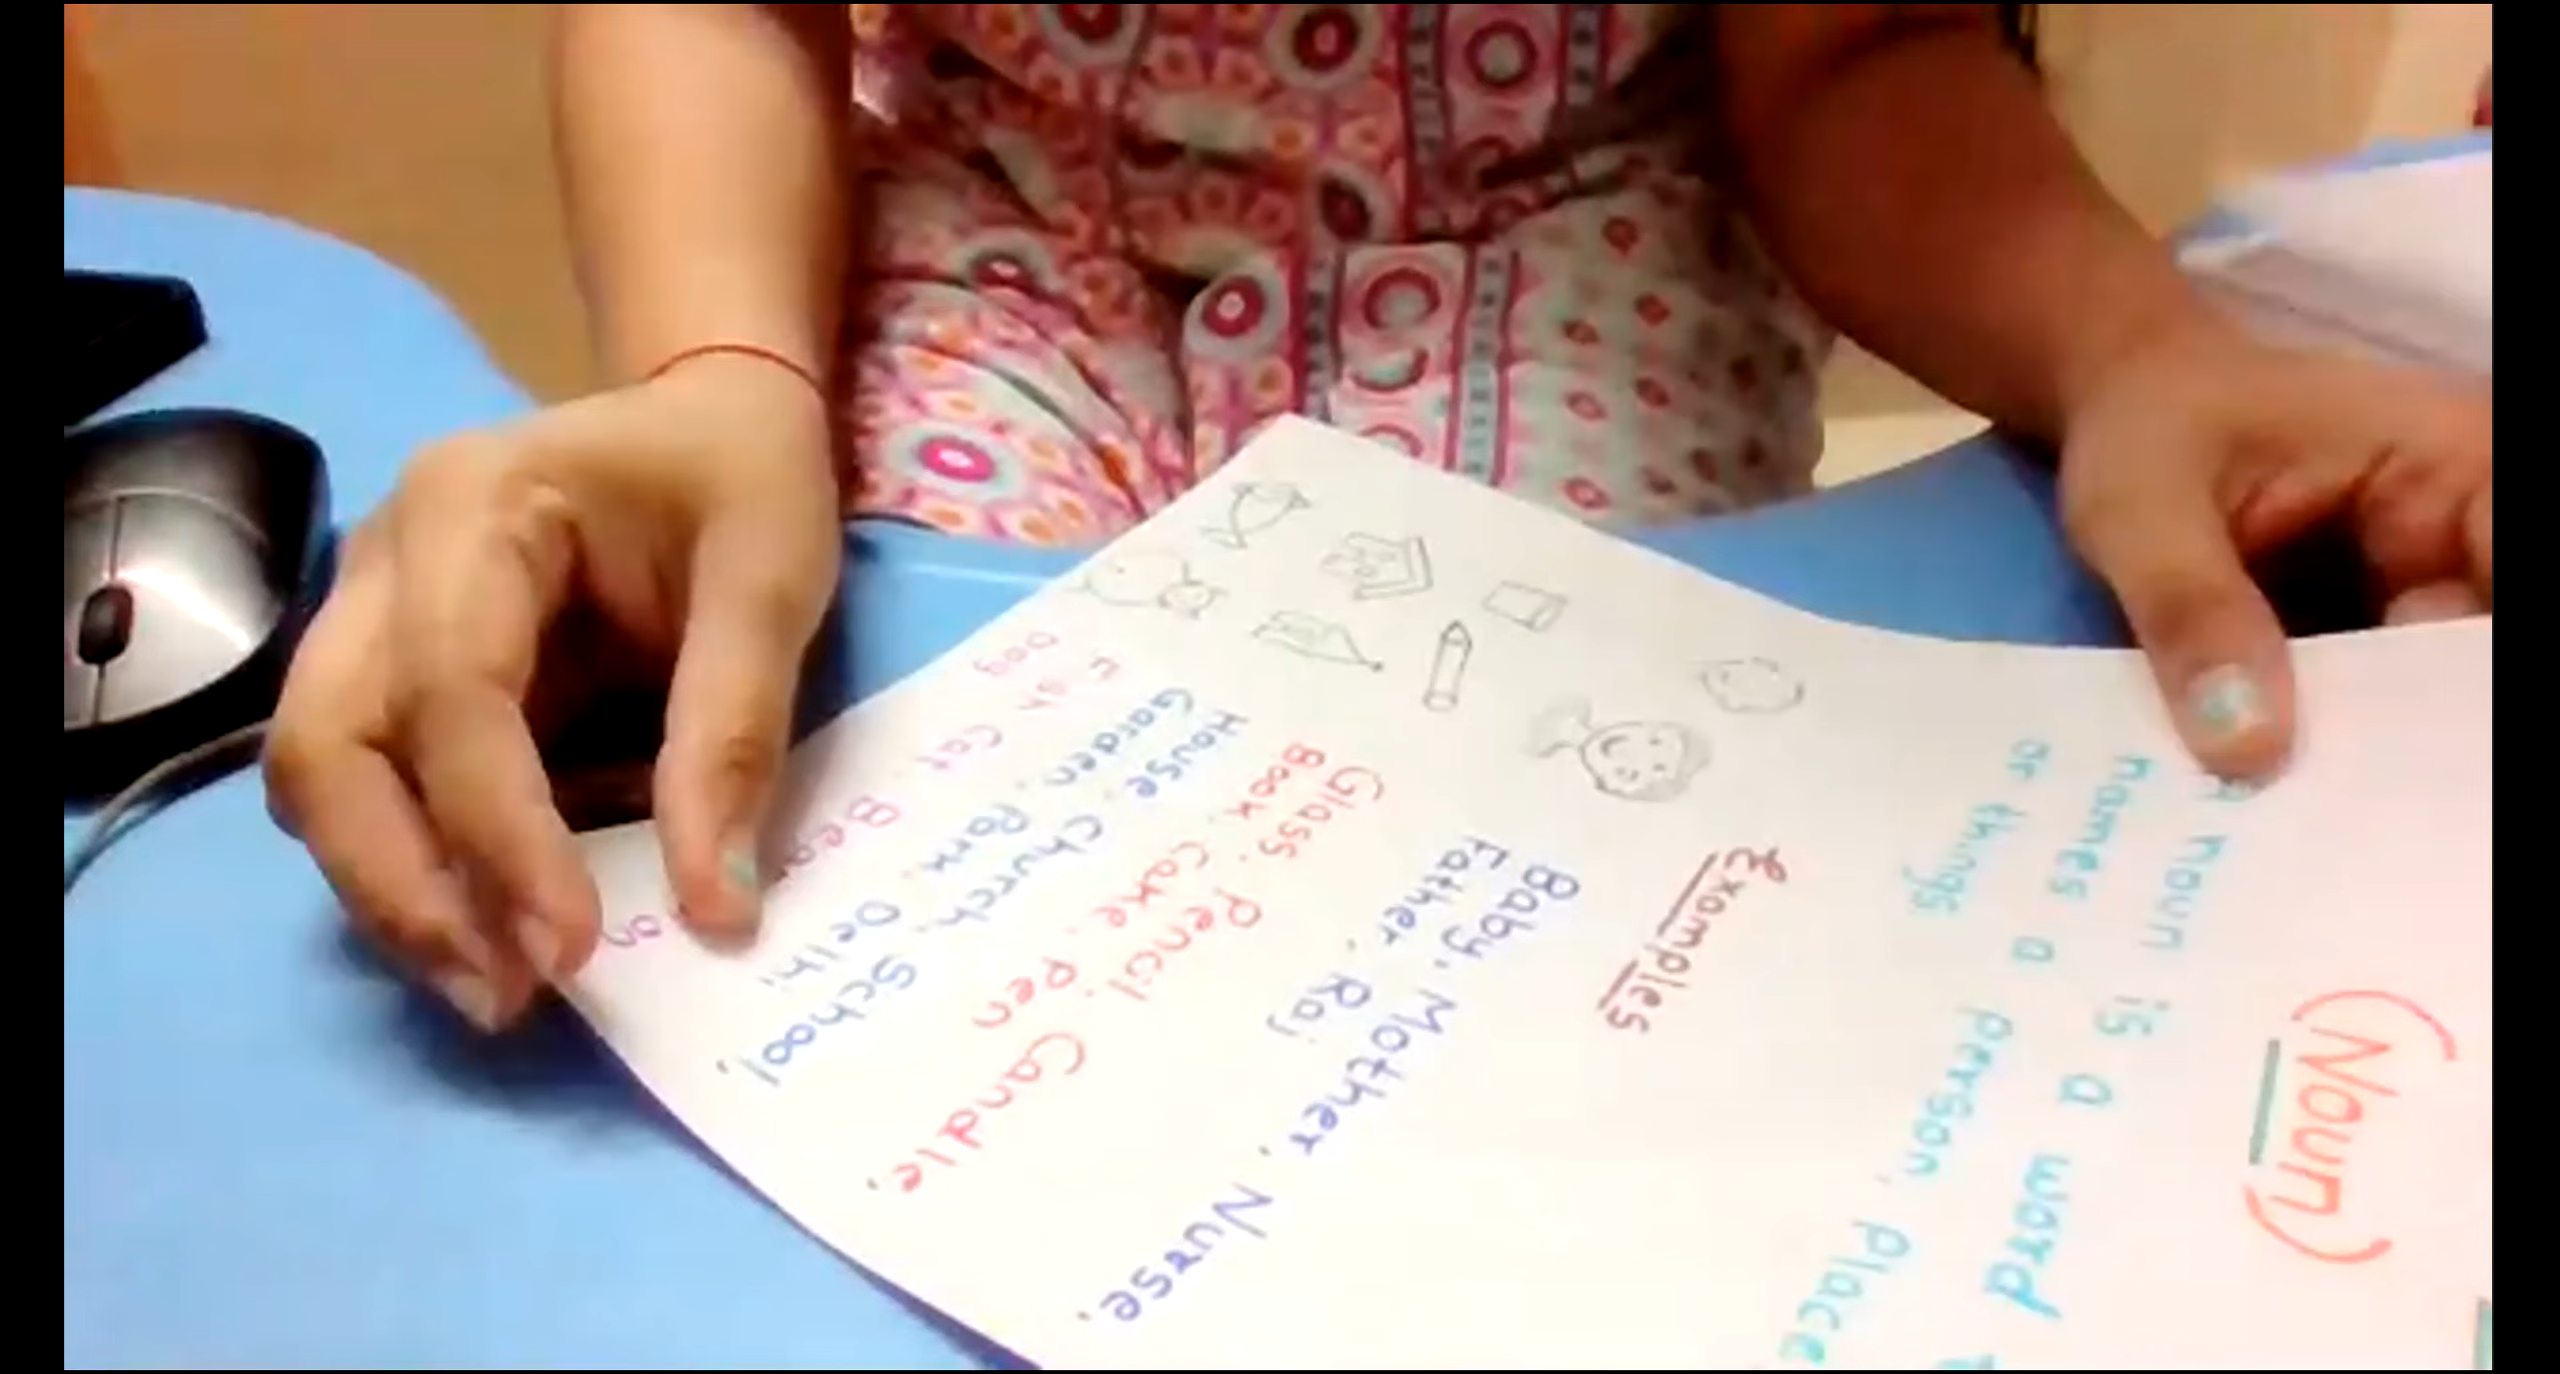 (Noun)
A noun is a word
names a person, place
or things
Examples
Baby, Mother, Nurse,
Father, Raj
Glass, Pencil, Candle,
Book, Cake, Pen
House, Church, School,
Garden, Park, Delhi
Fish Cat,
Dog